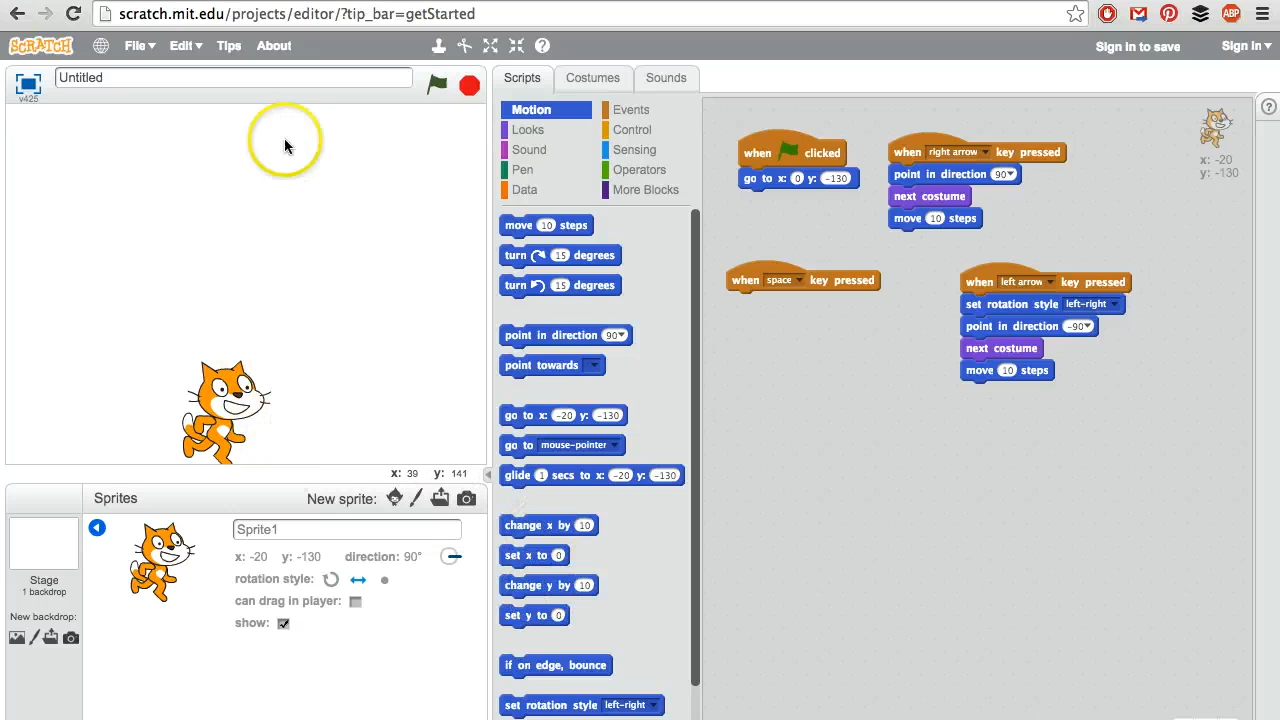 scratch.mit.edu/projects/editor/?tip_bar=getStarted
ABP
SCRATCH
File
Edit
Tips
About
Sign in to save
Sign in
v425
Untitled
Scripts
Costumes
Sounds
Motion
Looks
Sound
Pen
Data
Events
Control
Sensing
Operators
More Blocks
move 10 steps
turn 15 degrees
turn 15 degrees
point in direction 90
point towards
go to x: -20 y: -130
go to mouse-pointer
glide 1 secs to x: -20 y: -130
change x by 10
set x to 0
change y by 10
set y to 0
if on edge, bounce
set rotation style left-right
when clicked
go to x: 0 y: -130
when right arrow key pressed
point in direction 90
next costume
move 10 steps
when space key pressed
when left arrow key pressed
set rotation style left-right
point in direction -90
next costume
move 10 steps
x: -20
y: -130
x: 39 y: 141
Sprites
New sprite:
Stage
1 backdrop
New backdrop:
Sprite1
x: -20 y: -130 direction: 90°
rotation style:
can drag in player:
show: